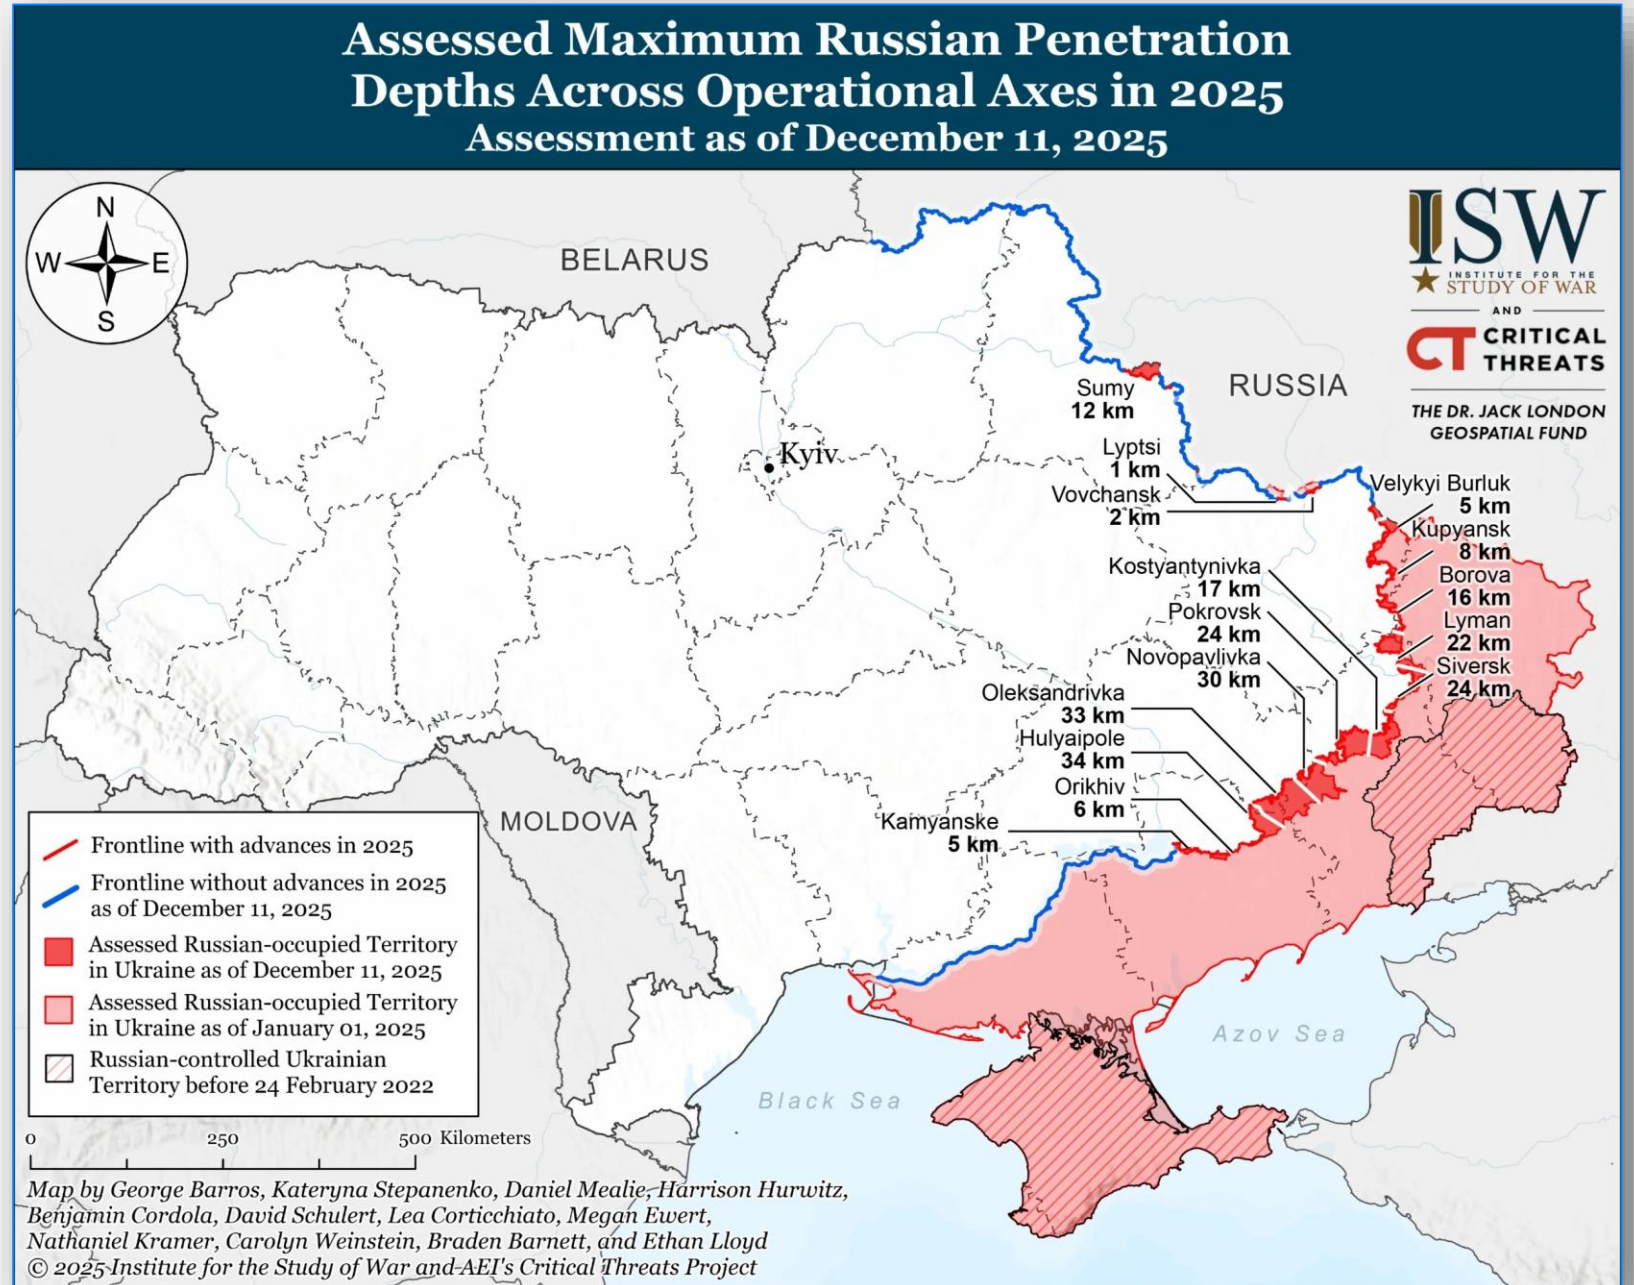 Assessed Maximum Russian Penetration
Depths Across Operational Axes in 2025
Assessment as of December 11, 2025
N
W
E
S
BELARUS
RUSSIA
ISW
INSTITUTE FOR THE
STUDY OF WAR
AND
CT CRITICAL
THREATS
THE DR. JACK LONDON
GEOSPATIAL FUND
Kyiv
Sumy
12 km
Lyptsi
1 km
Vovchansk
2 km
Velykyi Burluk
5 km
Kupyansk
8 km
Borova
16 km
Lyman
22 km
Siversk
24 km
Kostyantynivka
17 km
Pokrovsk
24 km
Novopavlivka
30 km
Oleksandrivka
33 km
Hulyaipole
34 km
Orikhiv
6 km
Kamyanske
5 km
MOLDOVA
Azov Sea
Black Sea
Frontline with advances in 2025
Frontline without advances in 2025
as of December 11, 2025
Assessed Russian-occupied Territory
in Ukraine as of December 11, 2025
Assessed Russian-occupied Territory
in Ukraine as of January 01, 2025
Russian-controlled Ukrainian
Territory before 24 February 2022
0 250 500 Kilometers
Map by George Barros, Kateryna Stepanenko, Daniel Mealie, Harrison Hurwitz,
Benjamin Cordola, David Schulert, Lea Corticchiato, Megan Ewert,
Nathaniel Kramer, Carolyn Weinstein, Braden Barnett, and Ethan Lloyd
© 2025 Institute for the Study of War and AEI's Critical Threats Project